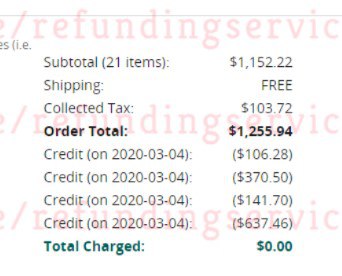 e/refundingservic
es (i.e.
Subtotal (21 items): $1,152.22
Shipping: FREE
Collected Tax: $103.72
e/refundingservic
Order Total: $1,255.94
Credit (on 2020-03-04): ($106.28)
Credit (on 2020-03-04): ($370.50)
Credit (on 2020-03-04): ($141.70)
e/refundingservic
Credit (on 2020-03-04): ($637.46)
Total Charged: $0.00